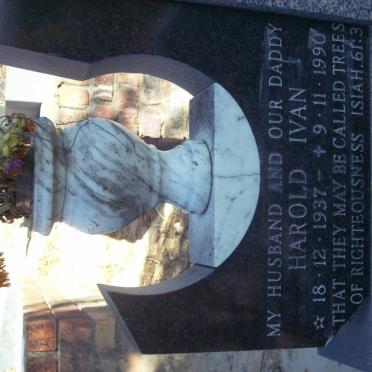 MY HUSBAND AND OUR DADDY
HAROLD IVAN
☆ 18·12·1937 – ✝ 9·11·1990
THAT THEY MAY BE CALLED TREES
OF RIGHTEOUSNESS ISIAH 61:3